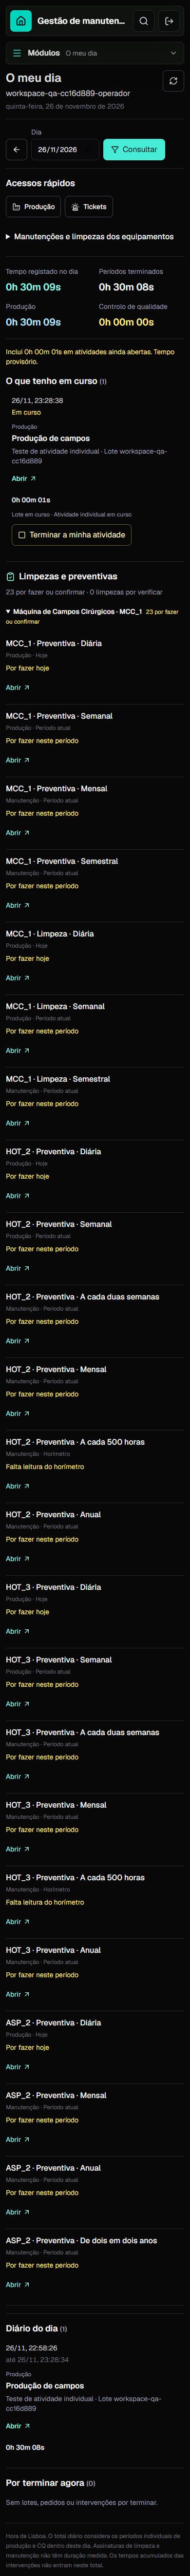 Gestão de manuten...
Módulos O meu dia
O meu dia
workspace-qa-cc16d889-operador
quinta-feira, 26 de novembro de 2026
Dia
26/11/2026
Consultar
Acessos rápidos
Produção
Tickets
Manutenções e limpezas dos equipamentos
Tempo registado no dia
0h 30m 09s
Períodos terminados
0h 30m 08s
Produção
0h 30m 09s
Controlo de qualidade
0h 00m 00s
Inclui 0h 00m 01s em atividades ainda abertas. Tempo
provisório.
O que tenho em curso (1)
26/11, 23:28:38
Em curso
Produção
Produção de campos
Teste de atividade individual · Lote workspace-qa-
cc16d889
Abrir
0h 00m 01s
Lote em curso · Atividade individual em curso
Terminar a minha atividade
Limpezas e preventivas
23 por fazer ou confirmar · 0 limpezas por verificar
Máquina de Campos Cirúrgicos · MCC_1 23 por fazer
ou confirmar
MCC_1 · Preventiva · Diária
Produção · Hoje
Por fazer hoje
Abrir
MCC_1 · Preventiva · Semanal
Produção · Período atual
Por fazer neste período
Abrir
MCC_1 · Preventiva · Mensal
Manutenção · Período atual
Por fazer neste período
Abrir
MCC_1 · Preventiva · Semestral
Manutenção · Período atual
Por fazer neste período
Abrir
MCC_1 · Limpeza · Diária
Produção · Hoje
Por fazer hoje
Abrir
MCC_1 · Limpeza · Semanal
Produção · Período atual
Por fazer neste período
Abrir
MCC_1 · Limpeza · Semestral
Manutenção · Período atual
Por fazer neste período
Abrir
HOT_2 · Preventiva · Diária
Produção · Hoje
Por fazer hoje
Abrir
HOT_2 · Preventiva · Semanal
Produção · Período atual
Por fazer neste período
Abrir
HOT_2 · Preventiva · A cada duas semanas
Manutenção · Período atual
Por fazer neste período
Abrir
HOT_2 · Preventiva · Mensal
Manutenção · Período atual
Por fazer neste período
Abrir
HOT_2 · Preventiva · A cada 500 horas
Manutenção · Horímetro
Falta leitura do horímetro
Abrir
HOT_2 · Preventiva · Anual
Manutenção · Período atual
Por fazer neste período
Abrir
HOT_3 · Preventiva · Diária
Produção · Hoje
Por fazer hoje
Abrir
HOT_3 · Preventiva · Semanal
Produção · Período atual
Por fazer neste período
Abrir
HOT_3 · Preventiva · A cada duas semanas
Manutenção · Período atual
Por fazer neste período
Abrir
HOT_3 · Preventiva · Mensal
Manutenção · Período atual
Por fazer neste período
Abrir
HOT_3 · Preventiva · A cada 500 horas
Manutenção · Horímetro
Falta leitura do horímetro
Abrir
HOT_3 · Preventiva · Anual
Manutenção · Período atual
Por fazer neste período
Abrir
ASP_2 · Preventiva · Diária
Produção · Hoje
Por fazer hoje
Abrir
ASP_2 · Preventiva · Mensal
Manutenção · Período atual
Por fazer neste período
Abrir
ASP_2 · Preventiva · Anual
Manutenção · Período atual
Por fazer neste período
Abrir
ASP_2 · Preventiva · De dois em dois anos
Manutenção · Período atual
Por fazer neste período
Abrir
Diário do dia (1)
26/11, 22:58:26
até 26/11, 23:28:34
Produção
Produção de campos
Teste de atividade individual · Lote workspace-qa-
cc16d889
Abrir
0h 30m 08s
Por terminar agora (0)
Sem lotes, pedidos ou intervenções por terminar.
Hora de Lisboa. O total diário considera os períodos individuais de
produção e CQ dentro deste dia. Assinaturas de limpeza e
manutenção não têm duração medida. Os tempos acumulados das
intervenções não entram neste total.